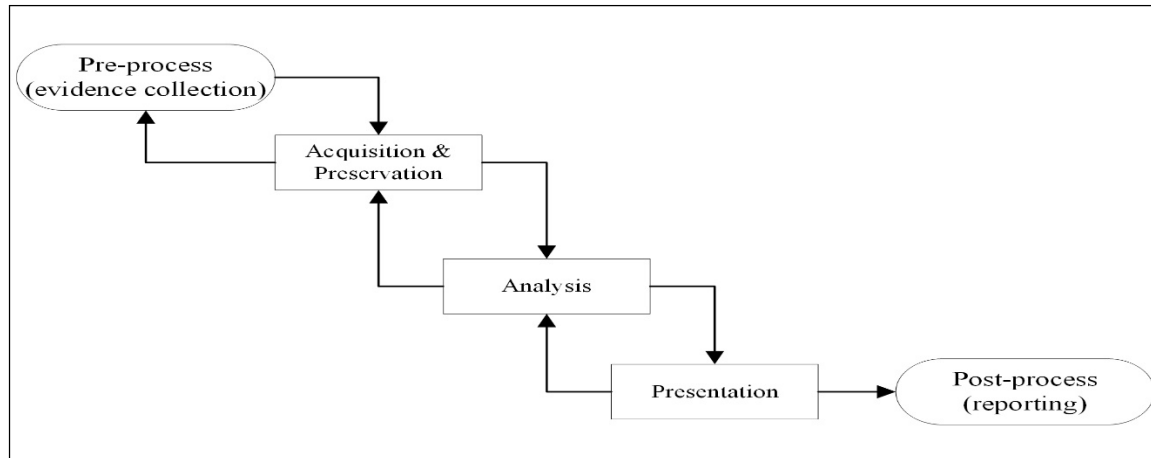 Pre-process
(evidence collection)
Acquisition &
Preservation
Analysis
Presentation
Post-process
(reporting)